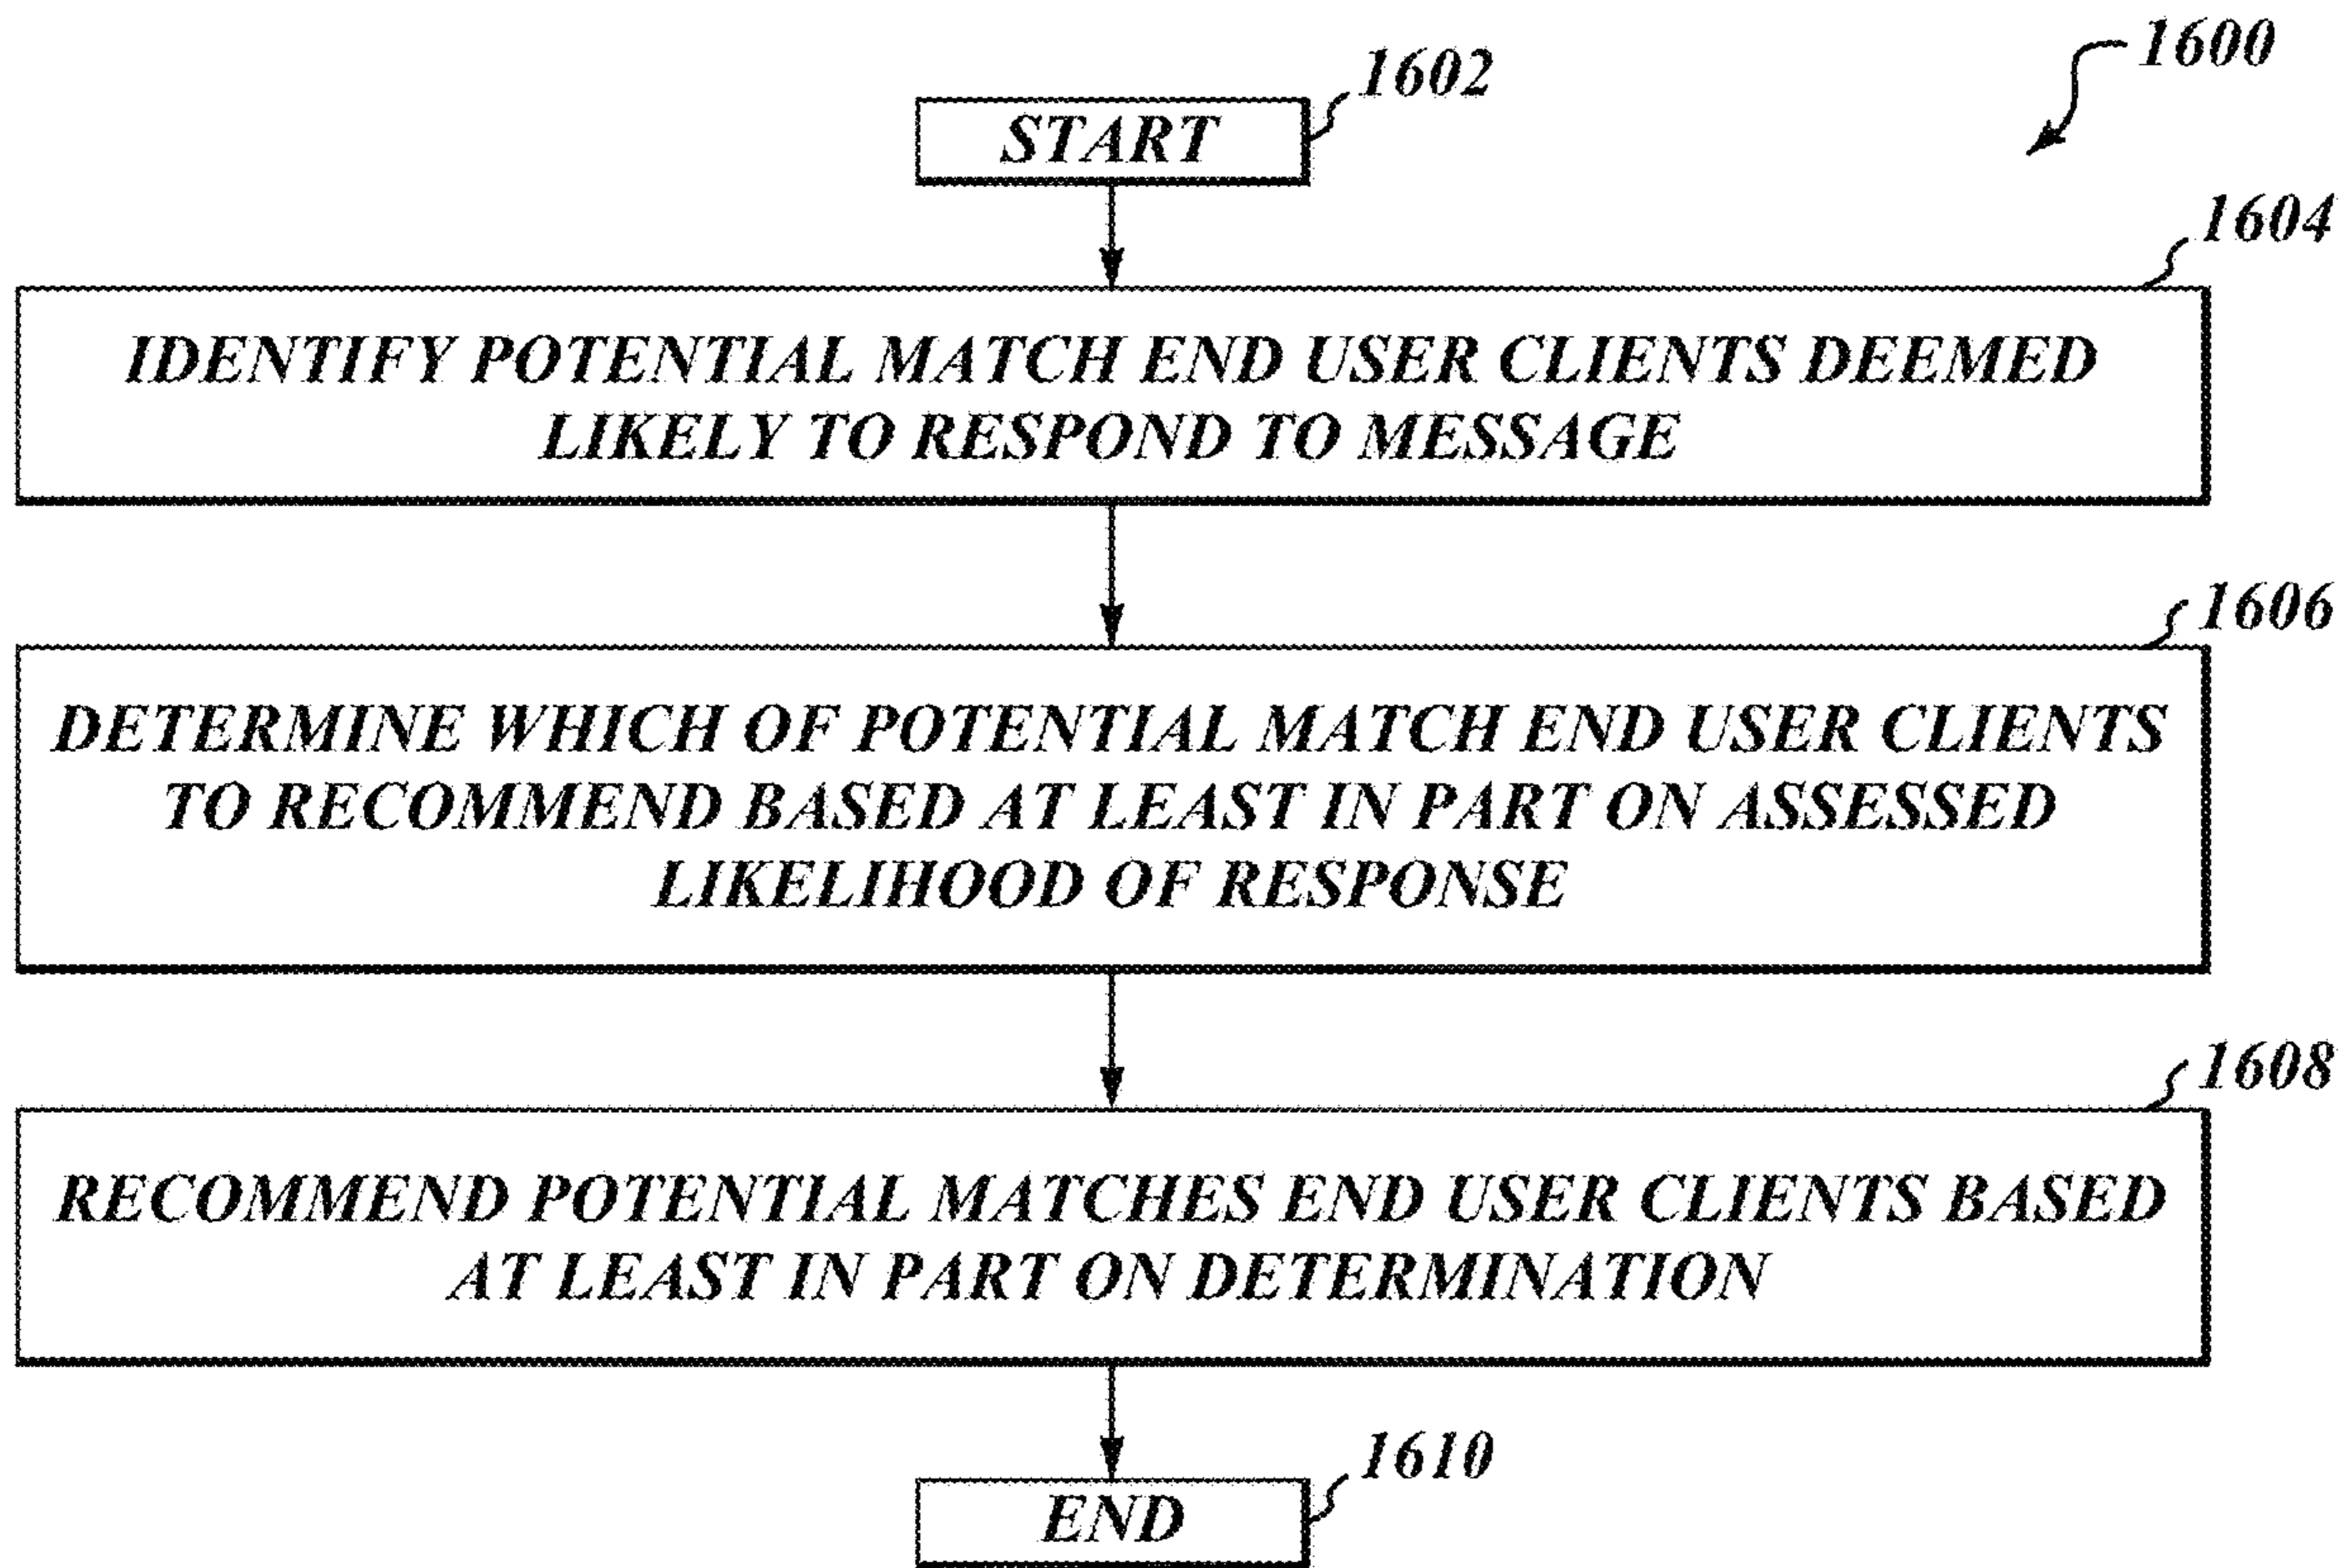 1600
1602
START
1604
IDENTIFY POTENTIAL MATCH END USER CLIENTS DEEMED
LIKELY TO RESPOND TO MESSAGE
1606
DETERMINE WHICH OF POTENTIAL MATCH END USER CLIENTS
TO RECOMMEND BASED AT LEAST IN PART ON ASSESSED
LIKELIHOOD OF RESPONSE
1608
RECOMMEND POTENTIAL MATCHES END USER CLIENTS BASED
AT LEAST IN PART ON DETERMINATION
1610
END